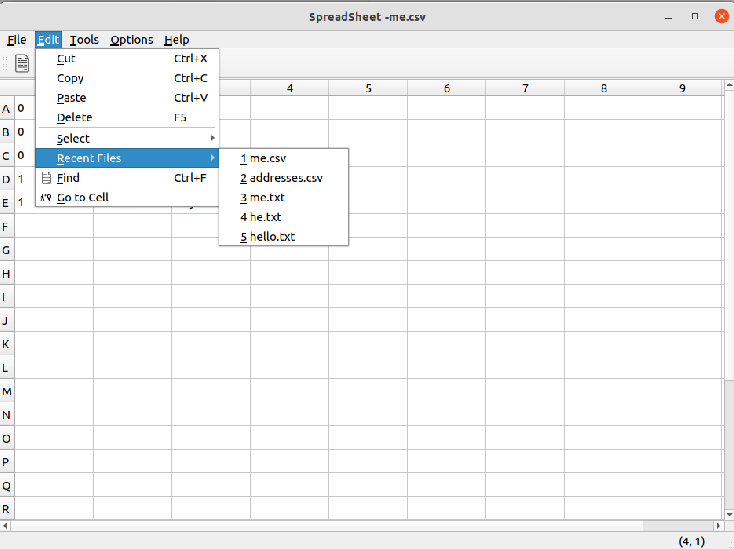 SpreadSheet -me.csv
File Edit Tools Options Help
Cut Ctrl+X
Copy Ctrl+C
Paste Ctrl+V
Delete F5
Select
Recent Files
Find Ctrl+F
Go to Cell
1 me.csv
2 addresses.csv
3 me.txt
4 he.txt
5 hello.txt
4 5 6 7 8 9
A 0
B 0
C 0
D 1
E 1
F
G
H
I
J
K
L
M
N
O
P
Q
R
(4, 1)